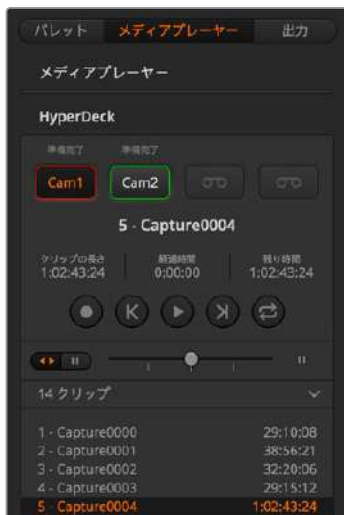 パレット メディアプレーヤー 出力
メディアプレーヤー
HyperDeck
準備完了 準備完了
Cam1 Cam2
5 - Capture0004
クリップの長さ 経過時間 残り時間
1:02:43:24 0:00:00 1:02:43:24
14 クリップ
1 - Capture0000 29:10:08
2 - Capture0001 38:56:21
3 - Capture0002 32:20:06
4 - Capture0003 29:15:12
5 - Capture0004 1:02:43:24